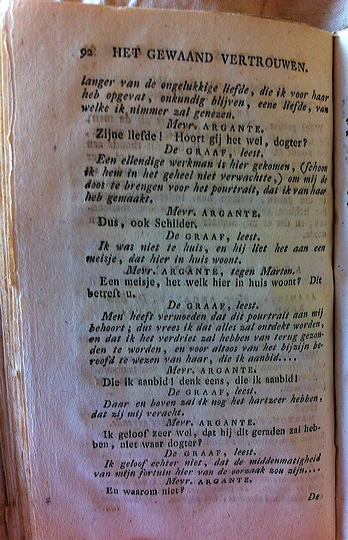 92 HET GEWAAND VERTROUWEN.
langer van de ongelukkige liefde, die ik voor haar
heb opgevat, onkundig blijven, eene liefde, van
welke ik nimmer zal genezen.
Mevr. ARGANTE.
Zijne liefde! Hoort gij het wel, dogter?
De GRAAF, leest.
Een ellendige werkman is hier gekomen, (schoon
ik hem in het geheel niet verwachtte,) om mij de
doos te brengen voor het pourtrait, dat ik van haar
heb gemaakt.
Mevr. ARGANTE.
Dus, ook Schilder.
De GRAAF, leest.
Ik was niet te huis, en hij liet het aan een
meisje, dat hier in huis woont.
Mevr. ARGANTE, tegen Marton.
Een meisje, het welk hier in huis woont? Dit
betreft u.
De GRAAF, leest.
Men heeft vermoeden dat dit pourtrait aan mij
behoort; dus vrees ik dat alles zal ontdekt worden,
en dat ik het verdriet zal hebben van terug gezon-
den te worden, en voor altoos van het bijzijn be-
roofd te wezen van haar, die ik aanbid....
Mevr. ARGANTE.
Die ik aanbid! denk eens, die ik aanbid!
De GRAAF, leest.
Daar en boven zal ik nog het hartzeer hebben,
dat zij mij veracht.
Mevr. ARGANTE.
Ik geloof zeer wel, dat hij dit geraden zal heb-
ben, niet waar dogter?
De GRAAF, leest.
Ik geloof echter niet, dat de middenmatigheid
van mijn fortuin hier van de oorzaak zou zijn....
Mevr. ARGANTE.
En waarom niet?
De